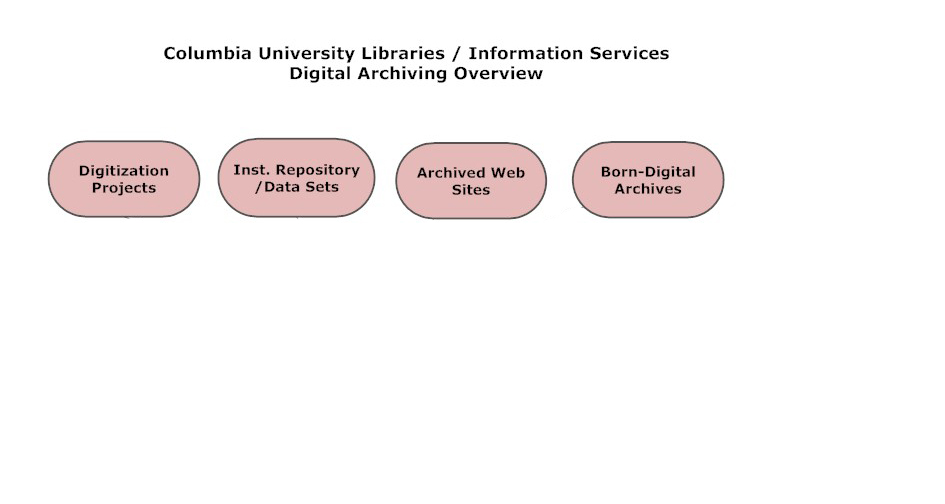 Columbia University Libraries / Information Services
Digital Archiving Overview
Digitization
Projects
Inst. Repository
/Data Sets
Archived Web
Sites
Born-Digital
Archives